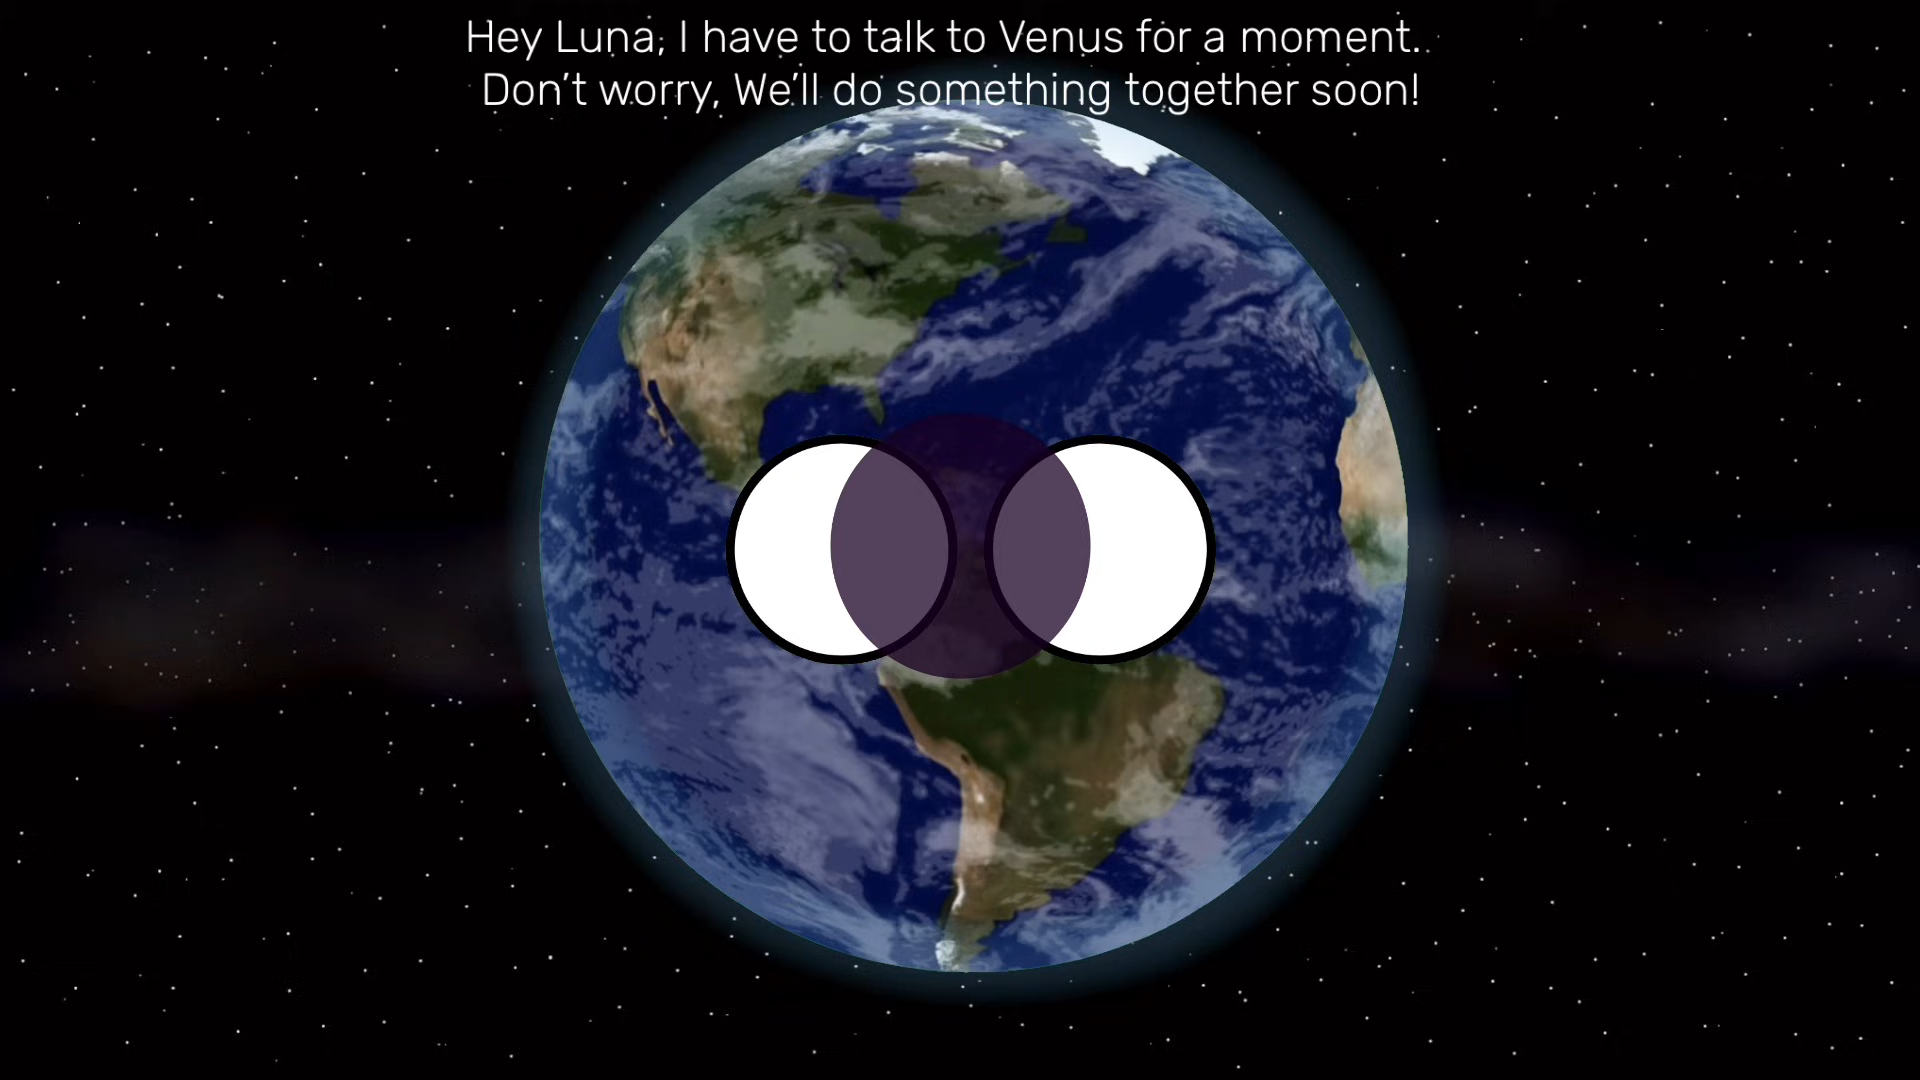 Hey Luna, I have to talk to Venus for a moment.
Don’t worry, We’ll do something together soon!